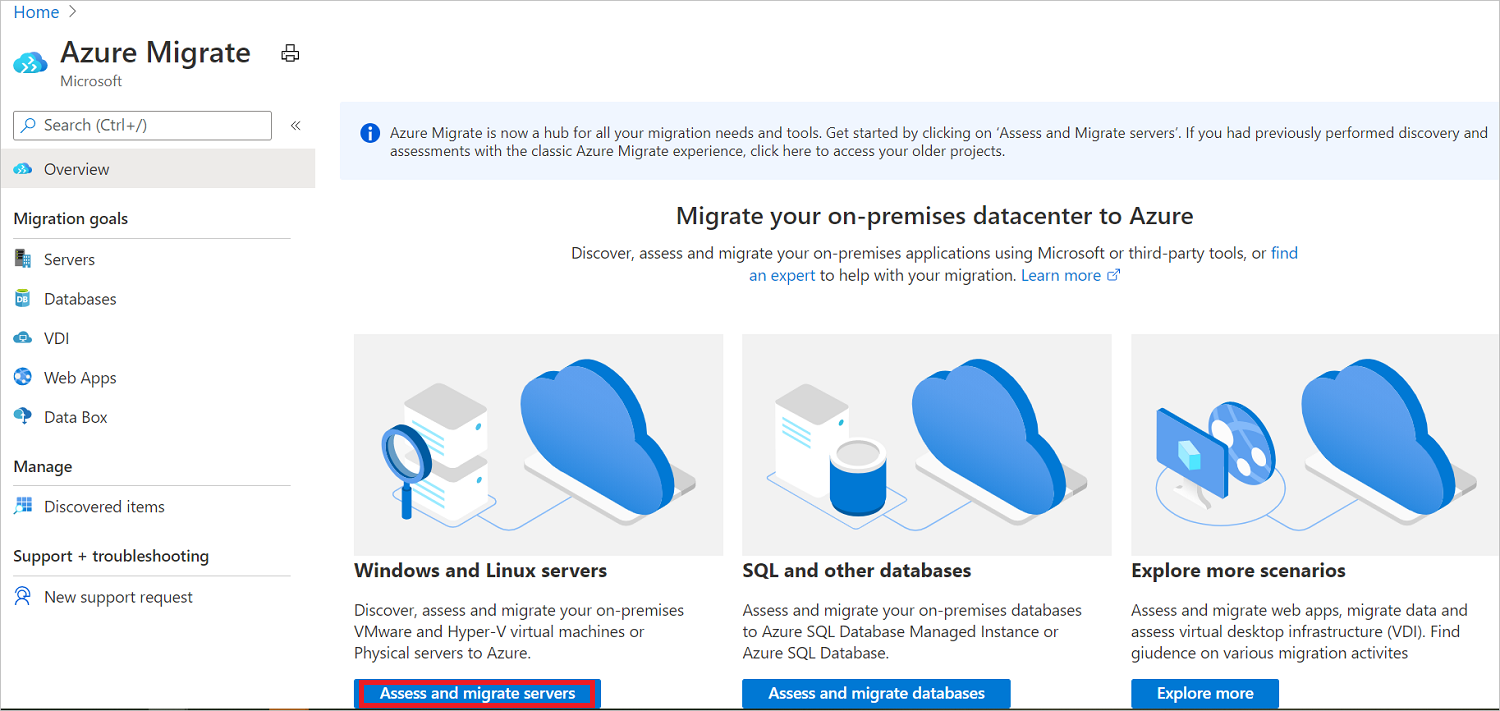 Home
Azure Migrate
Microsoft
Search (Ctrl+/)
Overview
Migration goals
Servers
Databases
VDI
Web Apps
Data Box
Manage
Discovered items
Support + troubleshooting
New support request
Azure Migrate is now a hub for all your migration needs and tools. Get started by clicking on ‘Assess and Migrate servers’. If you had previously performed discovery and
assessments with the classic Azure Migrate experience, click here to access your older projects.
Migrate your on-premises datacenter to Azure
Discover, assess and migrate your on-premises applications using Microsoft or third-party tools, or find
an expert to help with your migration. Learn more
Windows and Linux servers
Discover, assess and migrate your on-premises
VMware and Hyper-V virtual machines or
Physical servers to Azure.
Assess and migrate servers
SQL and other databases
Assess and migrate your on-premises databases
to Azure SQL Database Managed Instance or
Azure SQL Database.
Assess and migrate databases
Explore more scenarios
Assess and migrate web apps, migrate data and
assess virtual desktop infrastructure (VDI). Find
giudence on various migration activites
Explore more